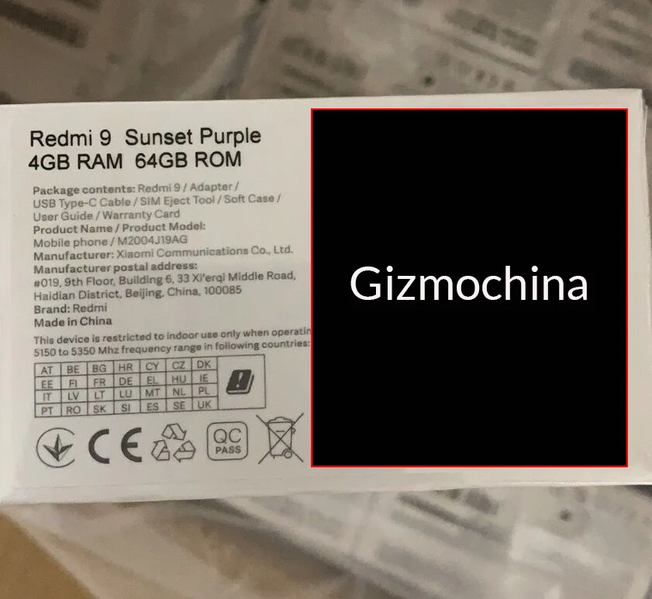 Redmi 9 Sunset Purple
4GB RAM 64GB ROM
Package contents: Redmi 9 / Adapter /
USB Type-C Cable / SIM Eject Tool / Soft Case /
User Guide / Warranty Card
Product Name / Product Model:
Mobile phone / M2004J19AG
Manufacturer: Xiaomi Communications Co., Ltd.
Manufacturer postal address:
#019, 9th Floor, Building 6, 33 Xi'erqi Middle Road,
Haidian District, Beijing, China, 100085
Brand: Redmi
Made in China
This device is restricted to indoor use only when operatin
5150 to 5350 Mhz frequency range in following countries:
AT BE BG HR CY CZ DK
EE FI FR DE EL HU IE
IT LV LT LU MT NL PL
PT RO SK SI ES SE UK
CE
QC
PASS
Gizmochina